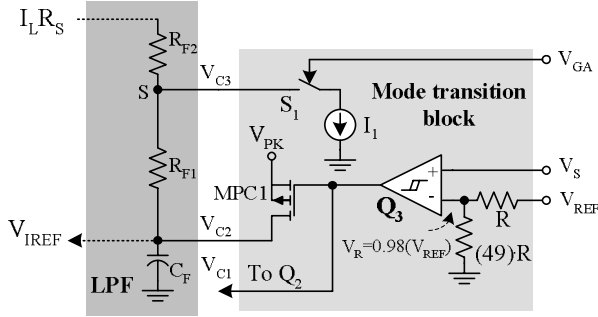 I_LR_S
R_F2
V_C3
V_GA
S
S_1
Mode transition
block
I_1
V_PK
R_F1
MPC1
+
V_S
-
V_REF
Q_3
R
V_IREF
V_C2
V_R=0.98(V_REF)
(49)·R
C_F
V_C1
To Q_2
LPF